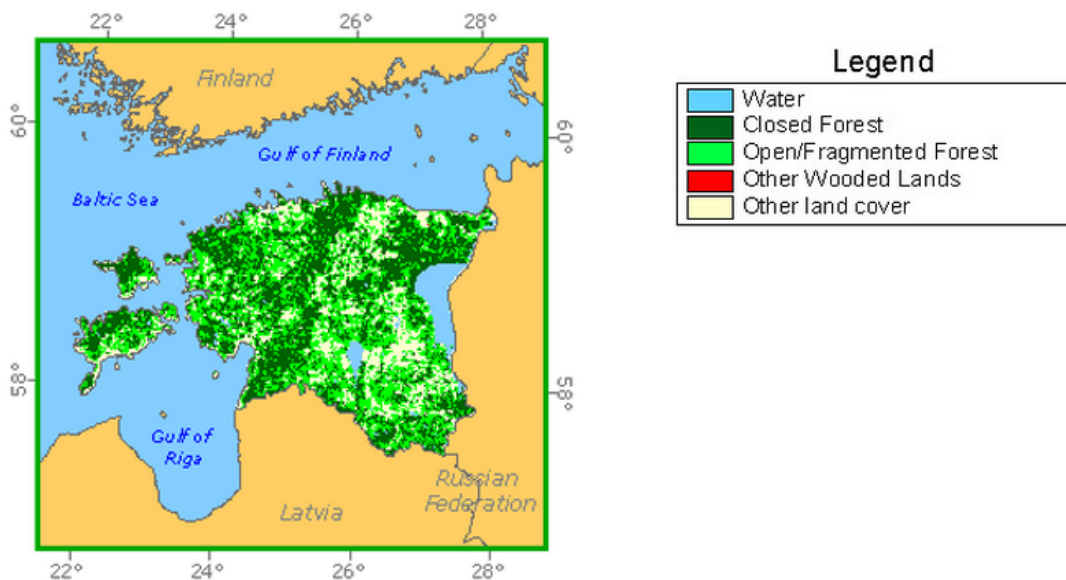 22° 24° 26° 28°
Finland
60°
60°
Gulf of Finland
Baltic Sea
58°
58°
Gulf of
Riga
Russian
Federation
Latvia
22° 24° 26° 28°
Legend
Water
Closed Forest
Open/Fragmented Forest
Other Wooded Lands
Other land cover